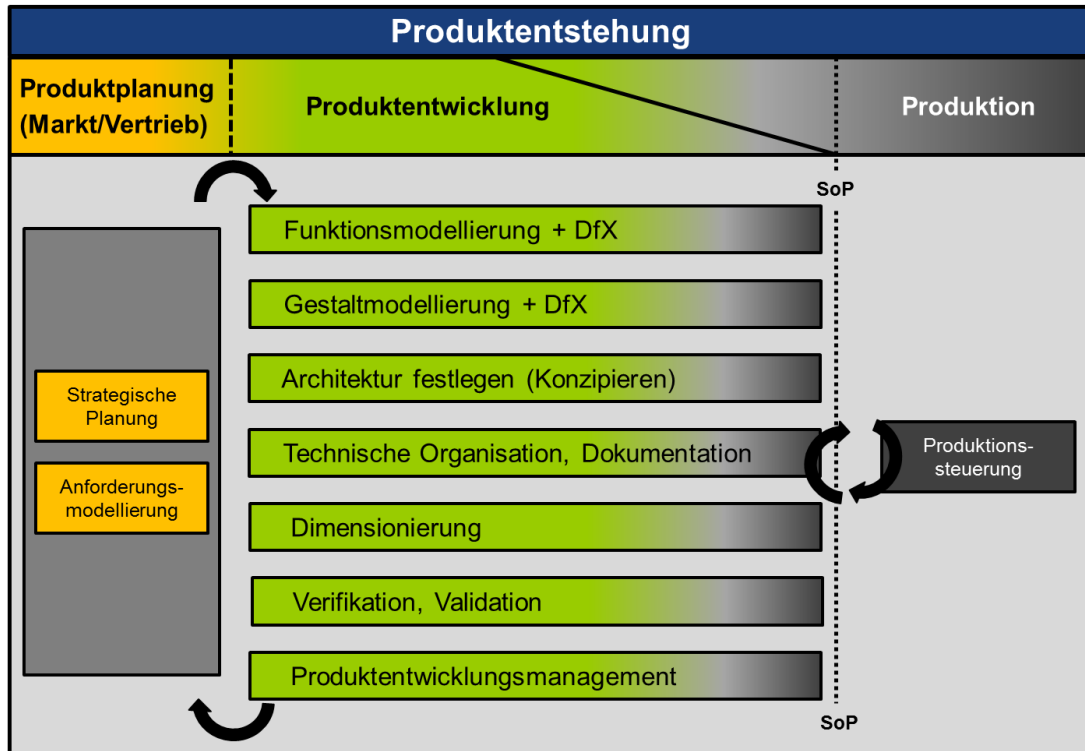 Produktentstehung
Produktplanung
(Markt/Vertrieb)
Produktentwicklung
Produktion
SoP
Funktionsmodellierung + DfX
Gestaltmodellierung + DfX
Architektur festlegen (Konzipieren)
Strategische
Planung
Technische Organisation, Dokumentation
Produktions-
steuerung
Anforderungs-
modellierung
Dimensionierung
Verifikation, Validation
Produktentwicklungsmanagement
SoP